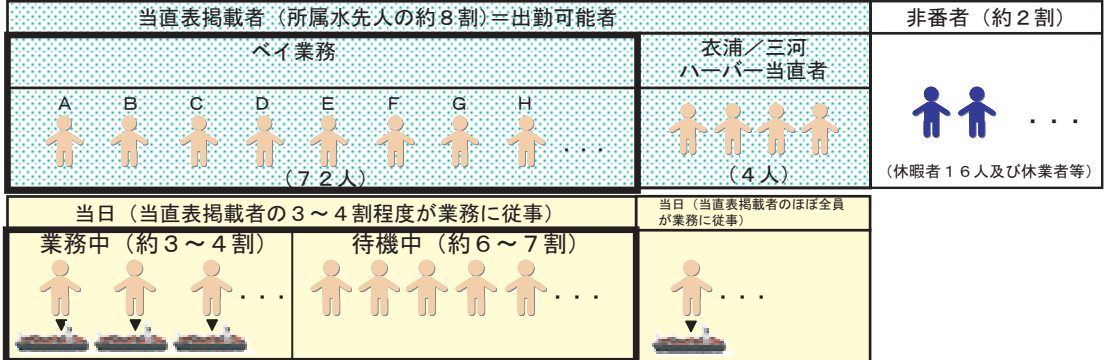 当直表掲載者（所属水先人の約８割）＝出勤可能者
非番者（約２割）
ベイ業務
衣浦／三河
ハーバー当直者
A B C D E F G H
・・・
（７２人）
（４人）
・・・
（休暇者１６人及び休業者等）
当日（当直表掲載者の３～４割程度が業務に従事）
当日（当直表掲載者のほぼ全員
が業務に従事）
業務中（約３～４割）
待機中（約６～７割）
・・・
・・・
・・・